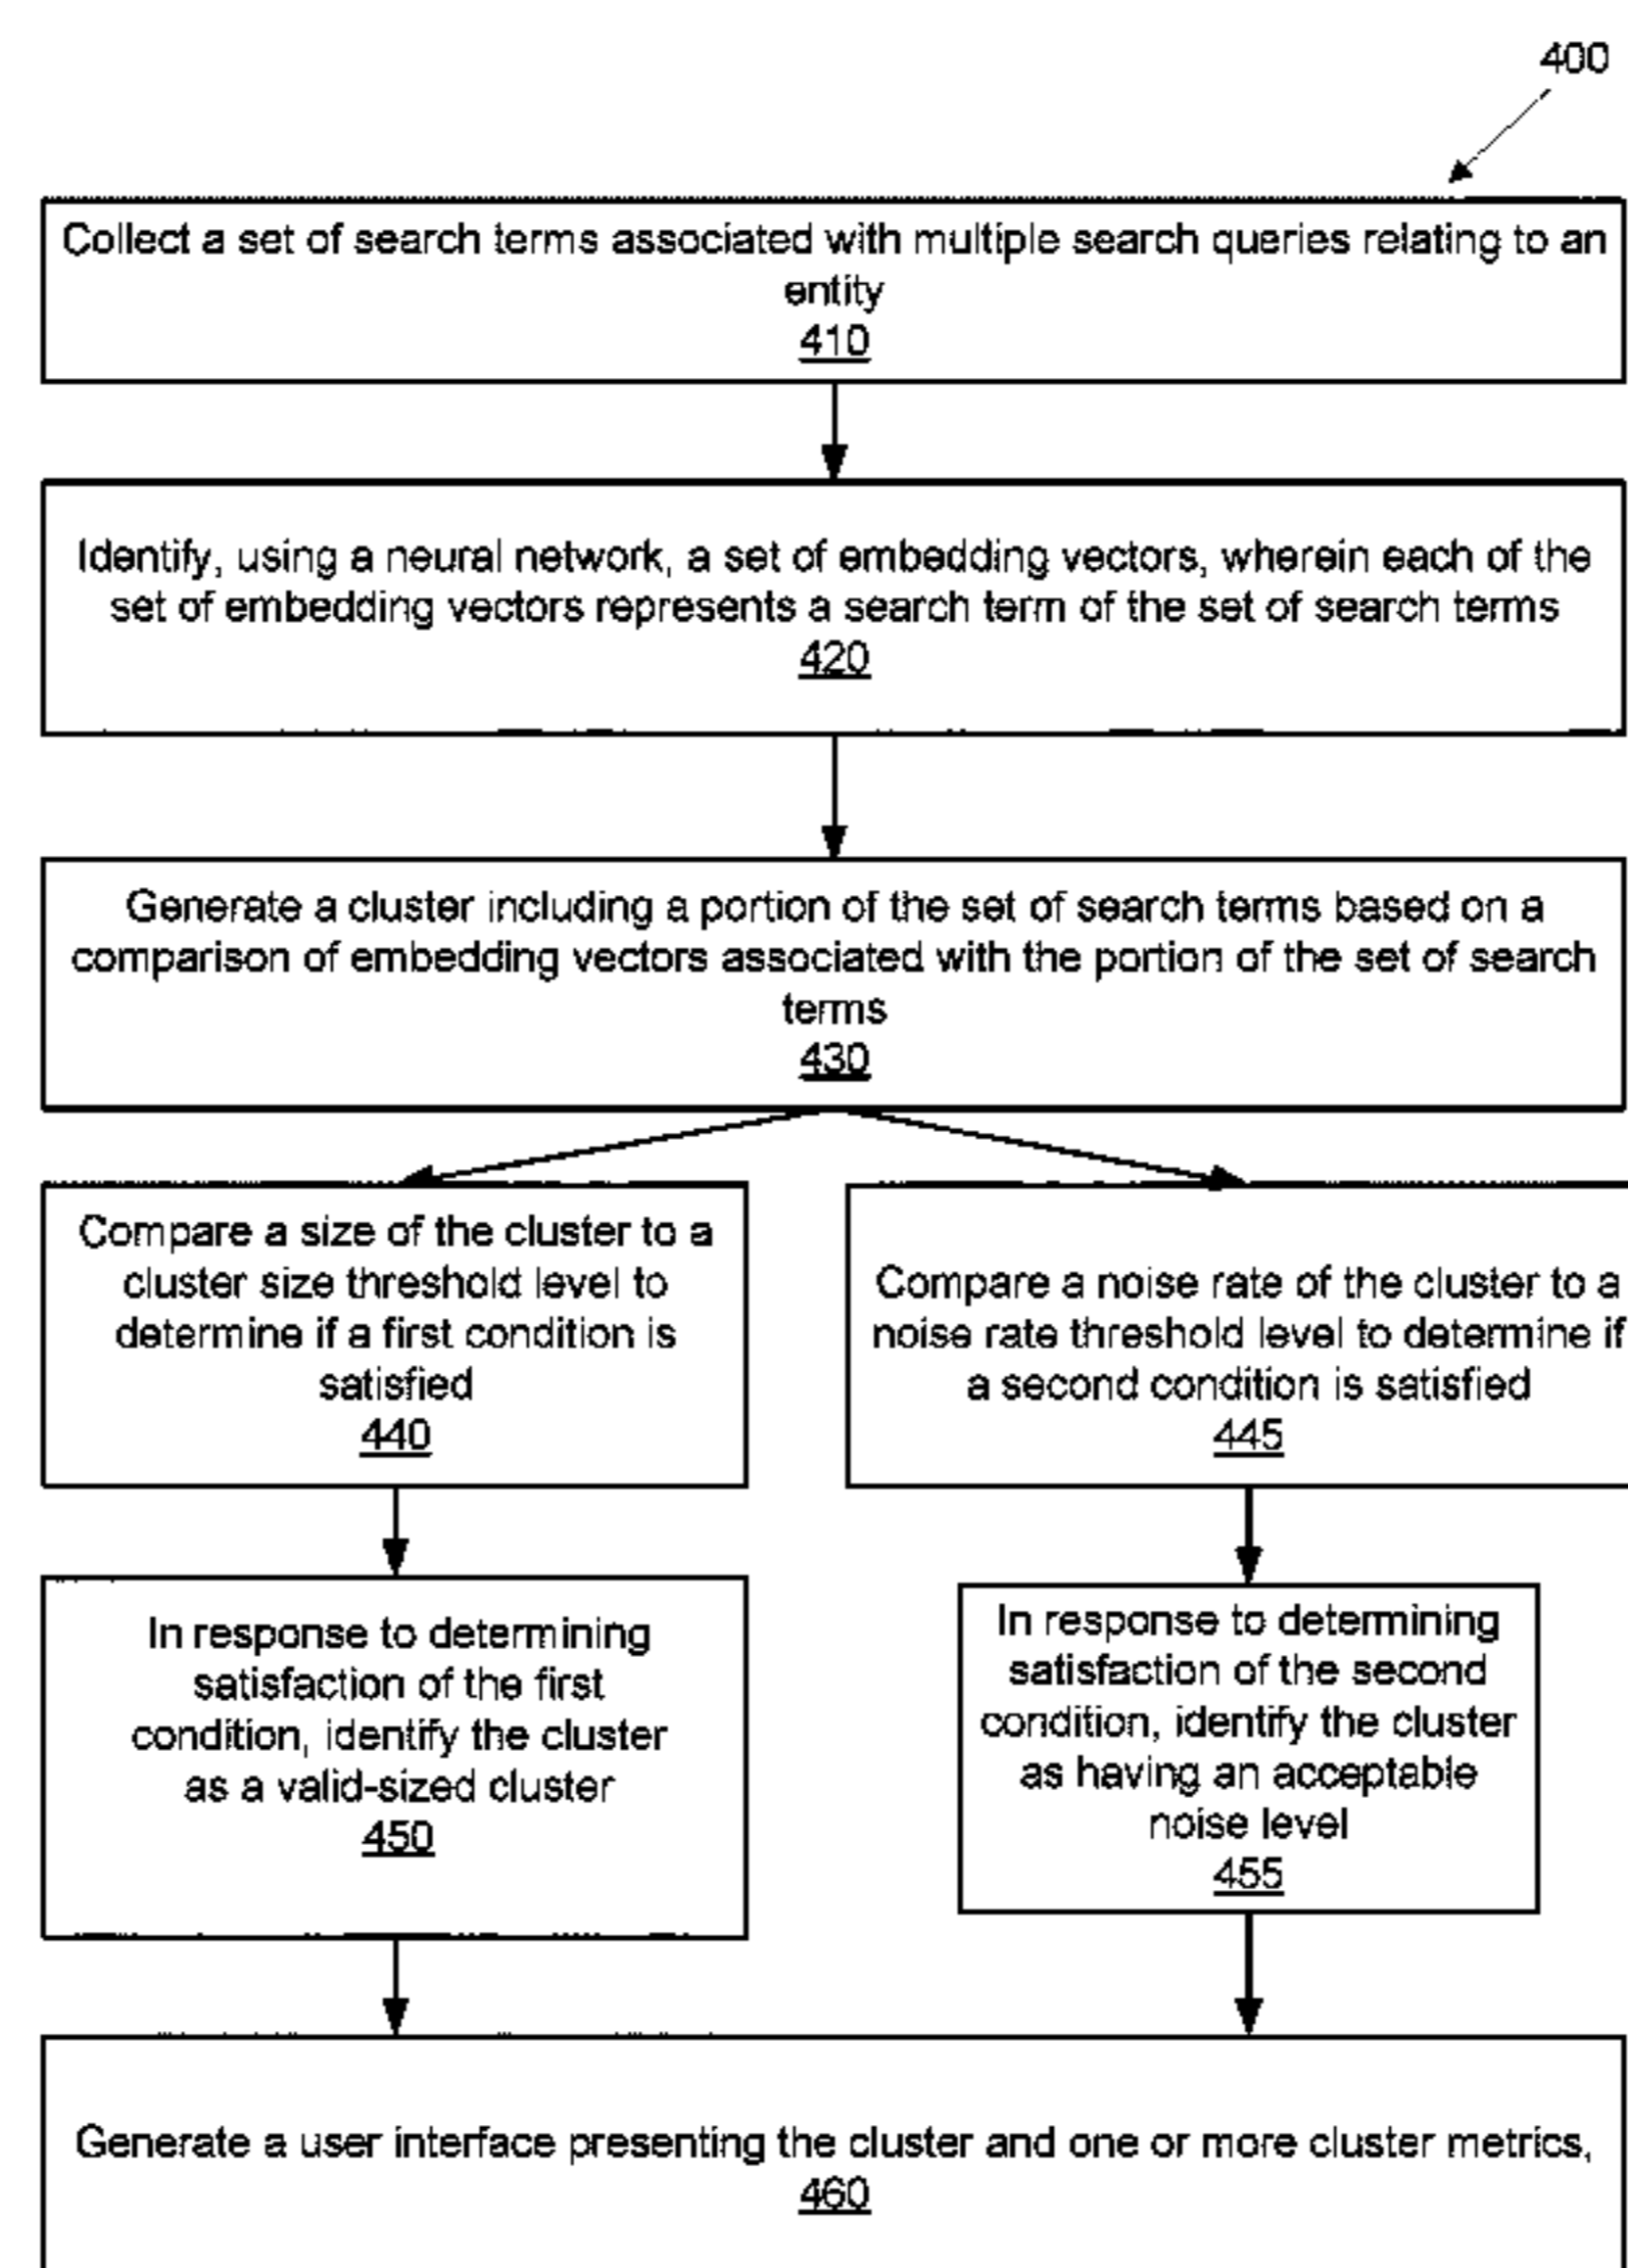 400
Collect a set of search terms associated with multiple search queries relating to an
entity
410
Identify, using a neural network, a set of embedding vectors, wherein each of the
set of embedding vectors represents a search term of the set of search terms
420
Generate a cluster including a portion of the set of search terms based on a
comparison of embedding vectors associated with the portion of the set of search
terms
430
Compare a size of the cluster to a
cluster size threshold level to
determine if a first condition is
satisfied
440
Compare a noise rate of the cluster to a
noise rate threshold level to determine if
a second condition is satisfied
445
In response to determining
satisfaction of the first
condition, identify the cluster
as a valid-sized cluster
450
In response to determining
satisfaction of the second
condition, identify the cluster
as having an acceptable
noise level
455
Generate a user interface presenting the cluster and one or more cluster metrics,
460